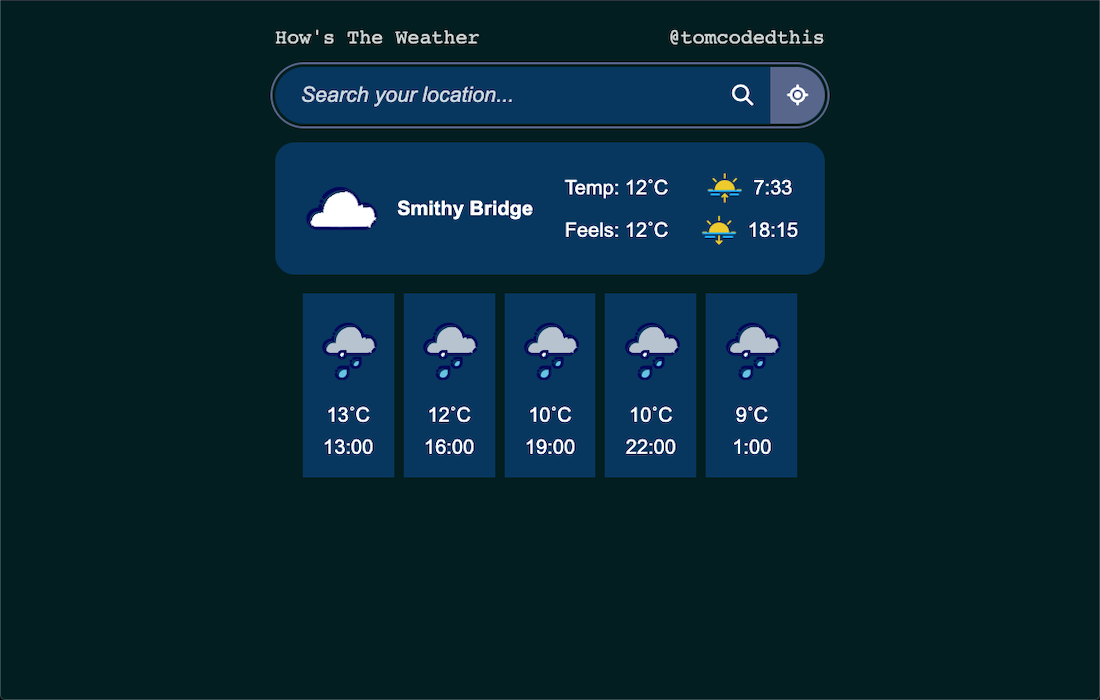 How's The Weather @tomcodedthis
Search your location...
Smithy Bridge
Temp: 12°C 7:33
Feels: 12°C 18:15
13°C 12°C 10°C 10°C 9°C
13:00 16:00 19:00 22:00 1:00